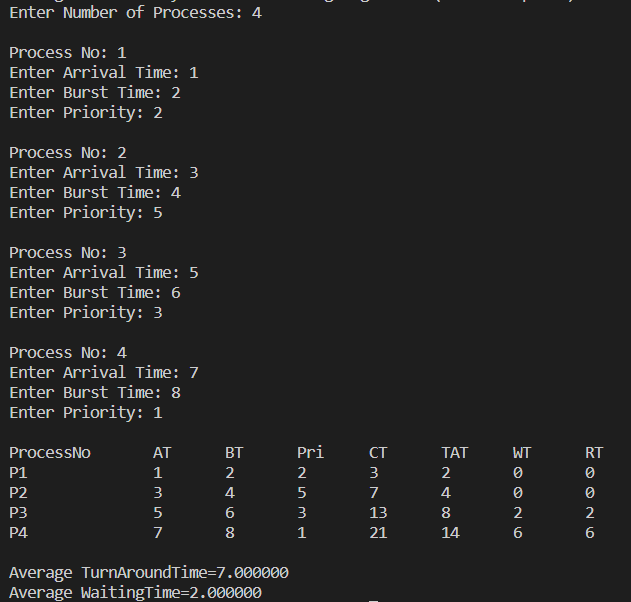 Enter Number of Processes: 4
Process No: 1
Enter Arrival Time: 1
Enter Burst Time: 2
Enter Priority: 2
Process No: 2
Enter Arrival Time: 3
Enter Burst Time: 4
Enter Priority: 5
Process No: 3
Enter Arrival Time: 5
Enter Burst Time: 6
Enter Priority: 3
Process No: 4
Enter Arrival Time: 7
Enter Burst Time: 8
Enter Priority: 1
ProcessNo AT BT Pri CT TAT WT RT
P1 1 2 2 3 2 0 0
P2 3 4 5 7 4 0 0
P3 5 6 3 13 8 2 2
P4 7 8 1 21 14 6 6
Average TurnAroundTime=7.000000
Average WaitingTime=2.000000